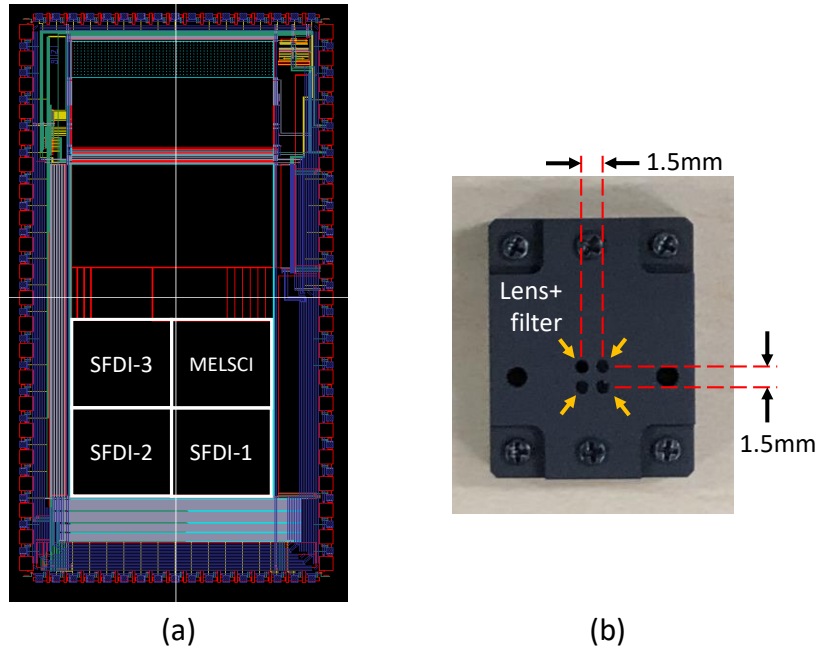 SFDI-3
MELSCI
SFDI-2
SFDI-1
(a)
1.5mm
Lens+
filter
1.5mm
(b)